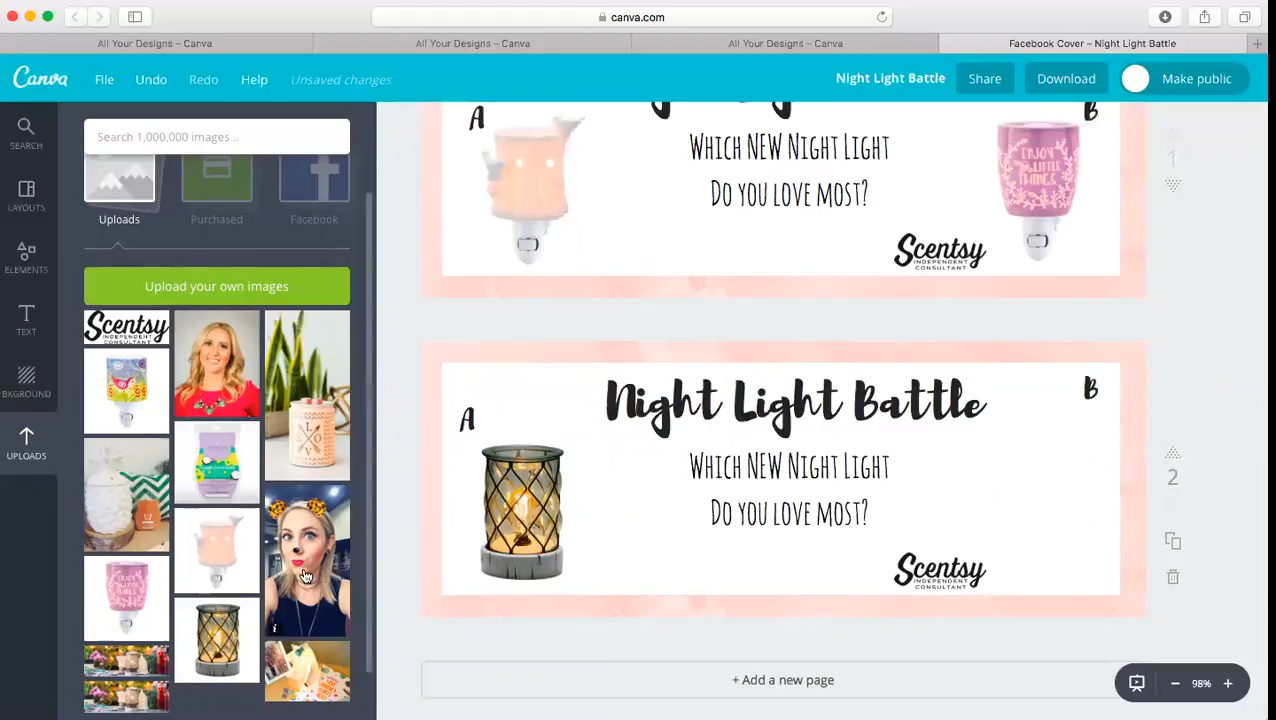 canva.com
All Your Designs – Canva
All Your Designs – Canva
All Your Designs – Canva
Facebook Cover – Night Light Battle
Canva
File
Undo
Redo
Help
Unsaved changes
Night Light Battle
Share
Download
Make public
SEARCH
LAYOUTS
ELEMENTS
TEXT
BKGROUND
UPLOADS
Search 1,000,000 images...
Uploads
Purchased
Facebook
Upload your own images
Scentsy
INDEPENDENT
CONSULTANT
L O
V
ENJOY
LITTLE
THINGS
A
B
Which NEW Night Light
Do you love most?
ENJOY
LITTLE
THINGS
Scentsy
INDEPENDENT
CONSULTANT
1
Night Light Battle
A
B
Which NEW Night Light
Do you love most?
Scentsy
INDEPENDENT
CONSULTANT
2
+ Add a new page
98%